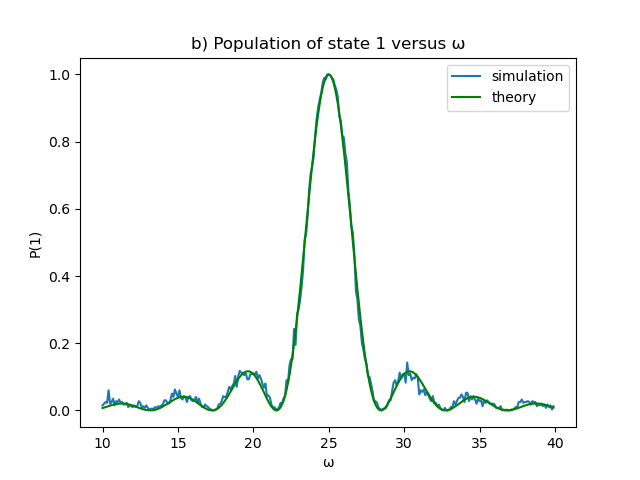 b) Population of state 1 versus ω
simulation
theory
P(1)
1.0
0.8
0.6
0.4
0.2
0.0
10 15 20 25 30 35 40
ω